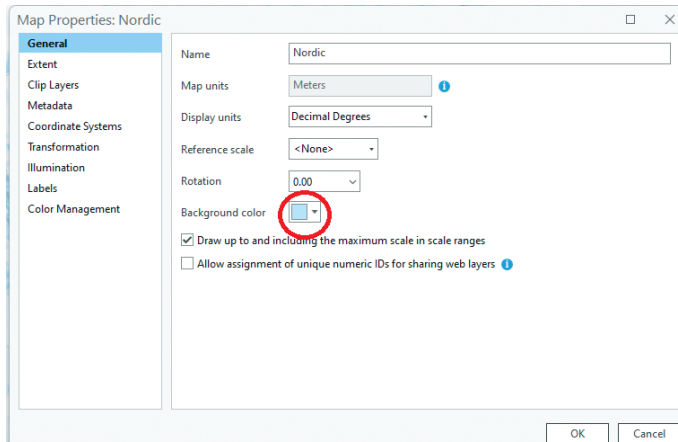 Map Properties: Nordic
General
Extent
Clip Layers
Metadata
Coordinate Systems
Transformation
Illumination
Labels
Color Management
Name Nordic
Map units Meters
Display units Decimal Degrees
Reference scale <None>
Rotation 0.00
Background color
Draw up to and including the maximum scale in scale ranges
Allow assignment of unique numeric IDs for sharing web layers
OK Cancel